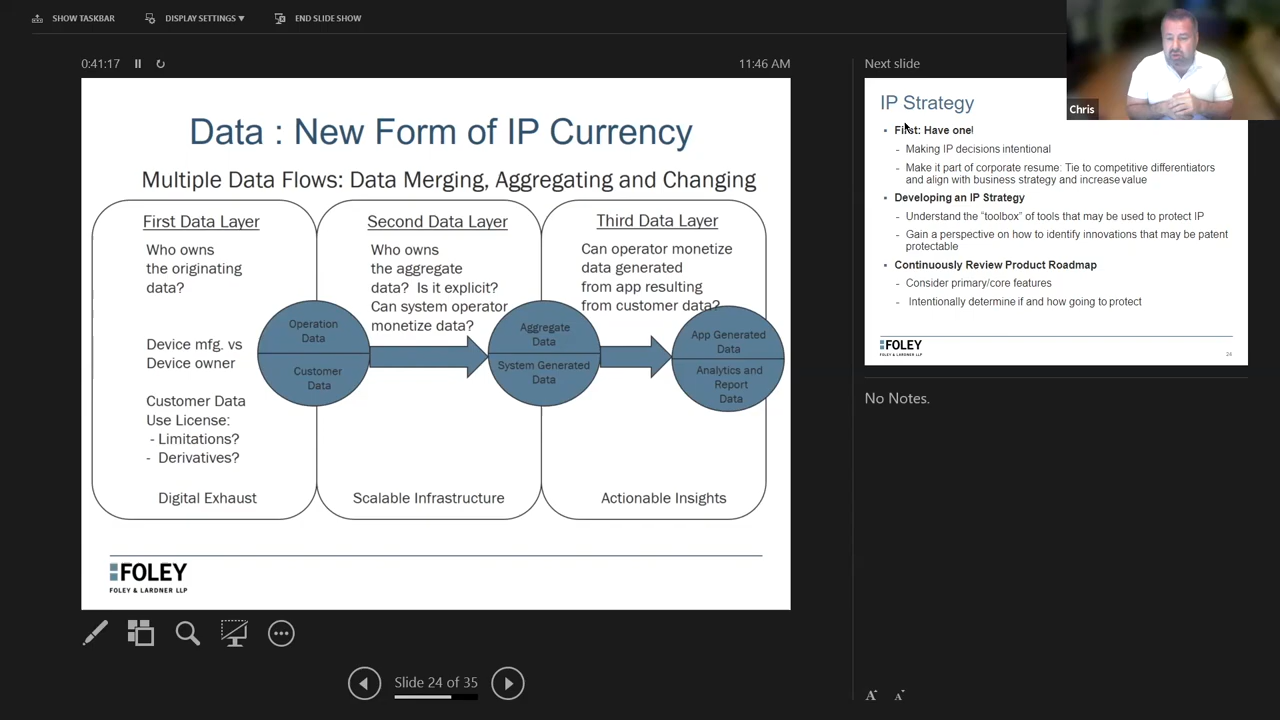 SHOW TASKBAR
DISPLAY SETTINGS ▼
END SLIDE SHOW
0:41:17
11:46 AM
Data : New Form of IP Currency
Multiple Data Flows: Data Merging, Aggregating and Changing
First Data Layer
Who owns
the originating
data?
Device mfg. vs
Device owner
Customer Data
Use License:
- Limitations?
- Derivatives?
Digital Exhaust
Operation
Data
Customer
Data
Second Data Layer
Who owns
the aggregate
data? Is it explicit?
Can system operator
monetize data?
Scalable Infrastructure
Aggregate
Data
System Generated
Data
Third Data Layer
Can operator monetize
data generated
from app resulting
from customer data?
App Generated
Data
Analytics and
Report
Data
Actionable Insights
FOLEY
FOLEY & LARDNER LLP
Slide 24 of 35
Next slide
IP Strategy
▪ First: Have one!
- Making IP decisions intentional
- Make it part of corporate resume: Tie to competitive differentiators
and align with business strategy and increase value
▪ Developing an IP Strategy
- Understand the “toolbox” of tools that may be used to protect IP
- Gain a perspective on how to identify innovations that may be patent
protectable
▪ Continuously Review Product Roadmap
- Consider primary/core features
- Intentionally determine if and how going to protect
FOLEY
FOLEY & LARDNER LLP
24
Chris
No Notes.
A
A